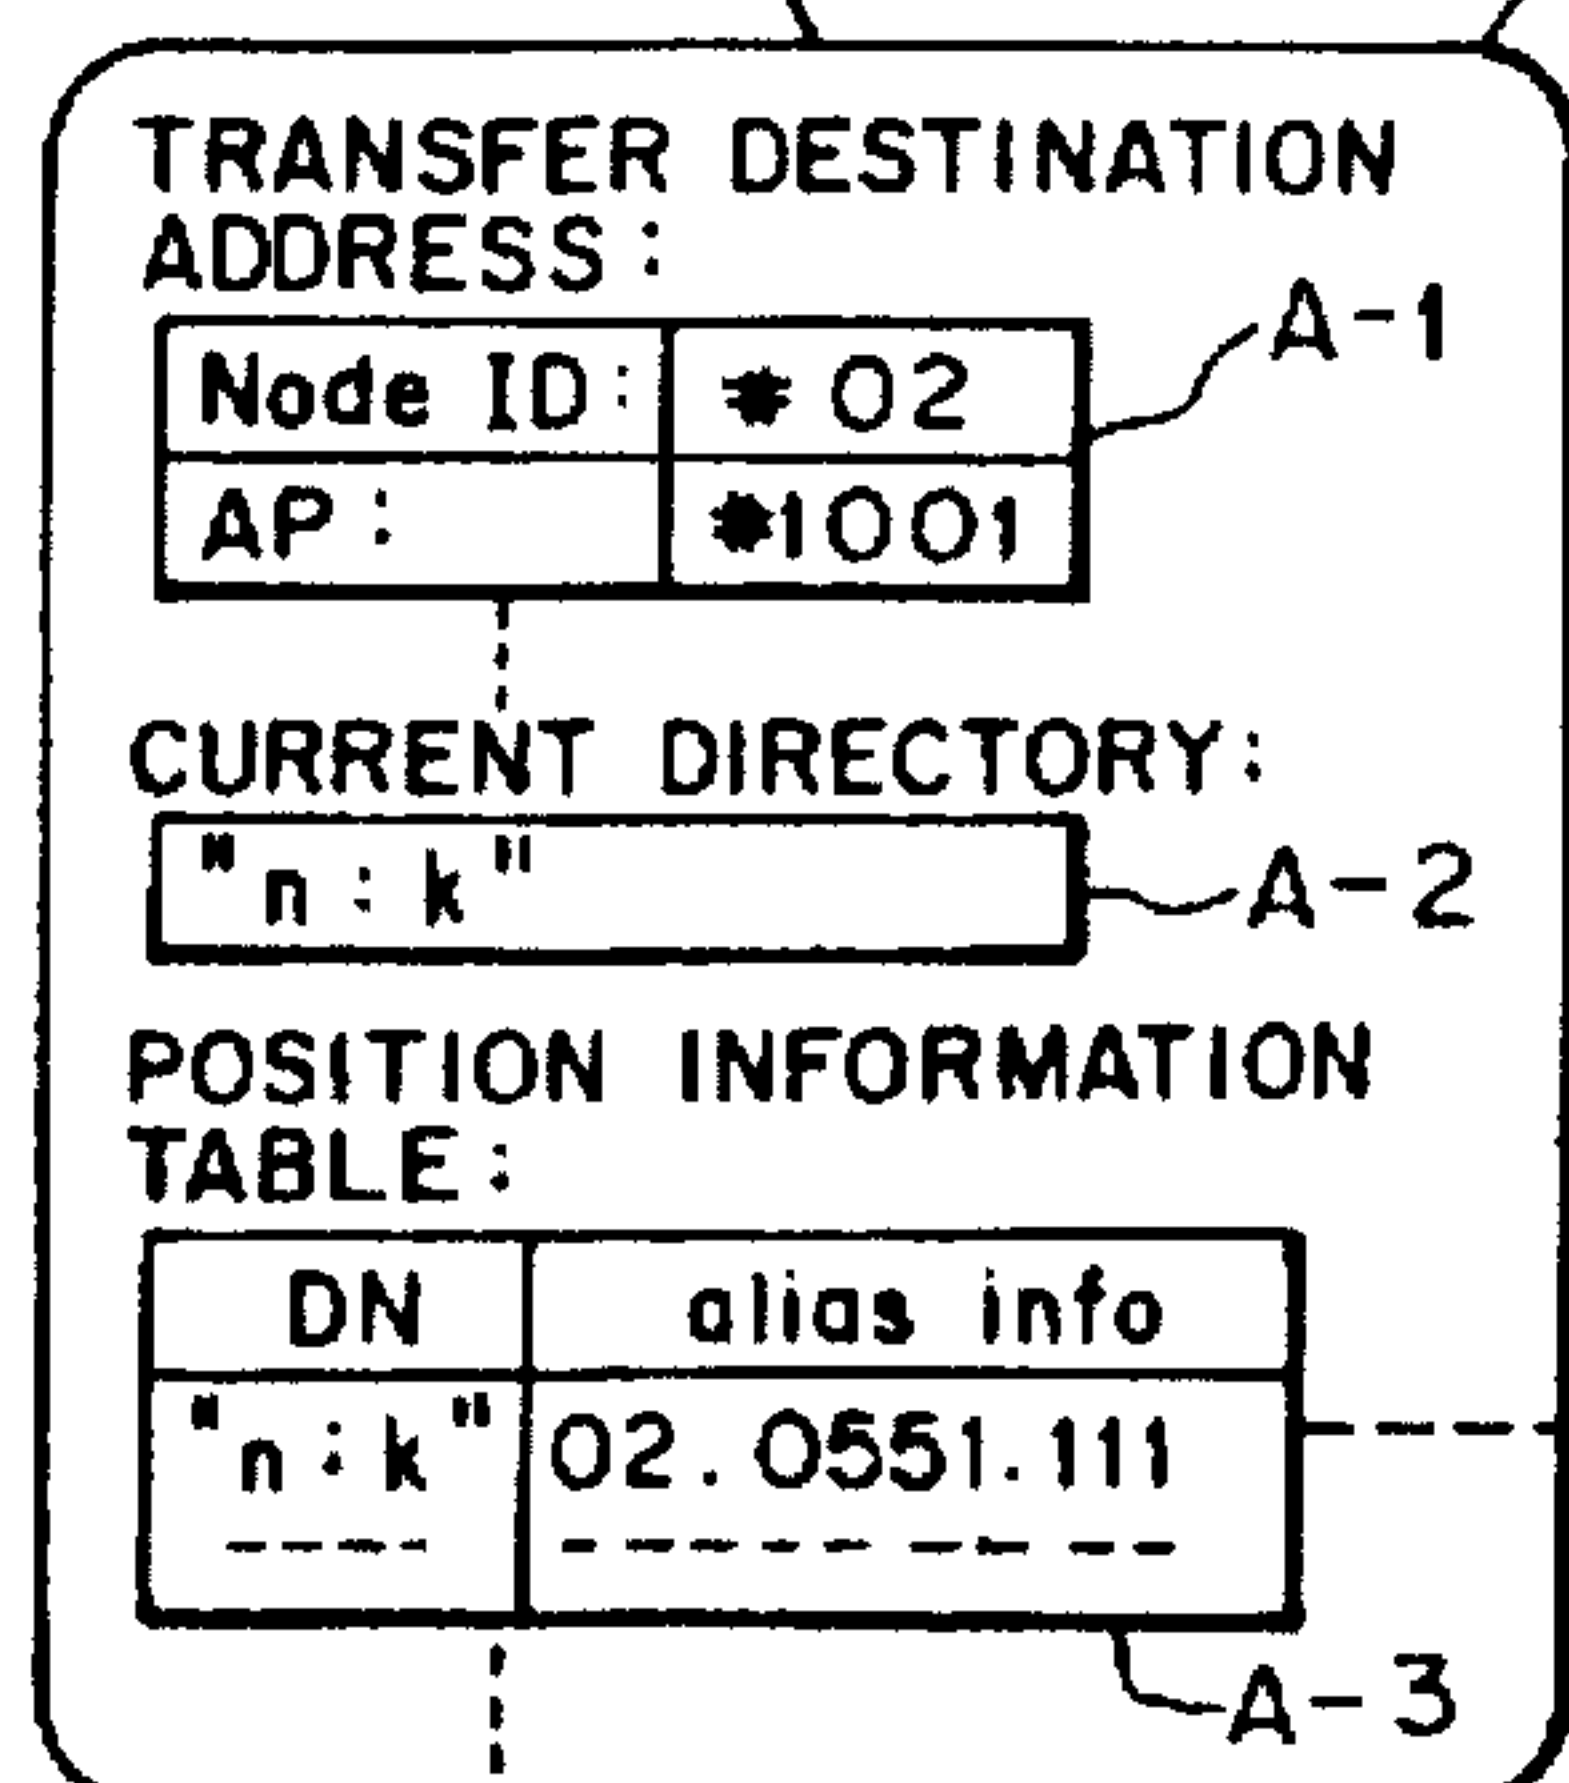 TRANSFER DESTINATION
ADDRESS:
A-1
Node ID: *02
AP: *1001
CURRENT DIRECTORY:
"n:k"
A-2
POSITION INFORMATION
TABLE:
DN alias info
"n:k" 02.0551.111
A-3